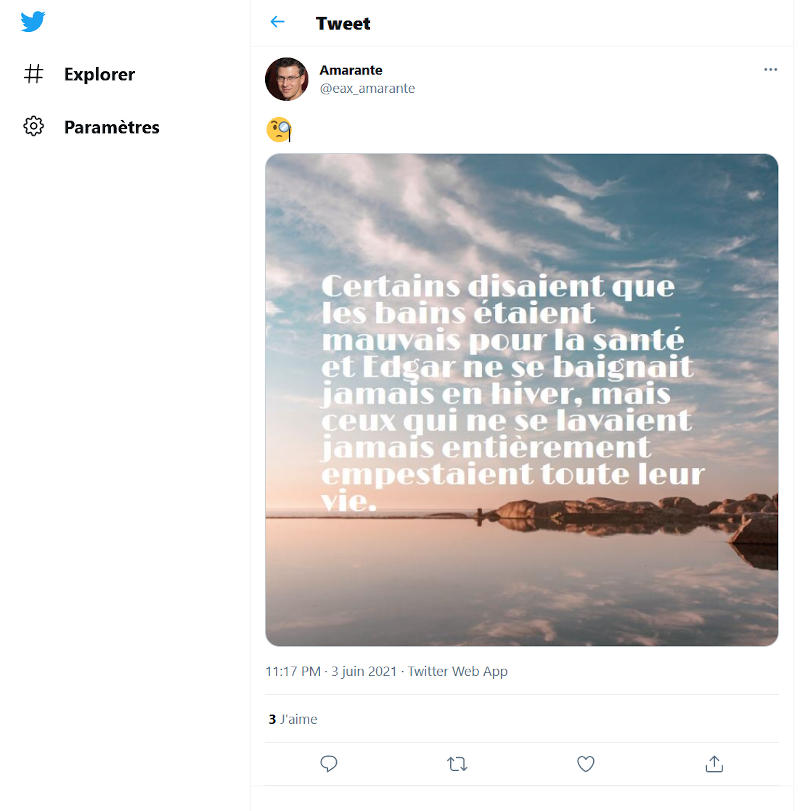 Tweet
Explorer
Paramètres
Amarante
@eax_amarante
Certains disaient que
les bains étaient
mauvais pour la santé
et Edgar ne se baignait
jamais en hiver, mais
ceux qui ne se lavaient
jamais entièrement
empestaient toute leur
vie.
11:17 PM · 3 juin 2021 · Twitter Web App
3 J'aime